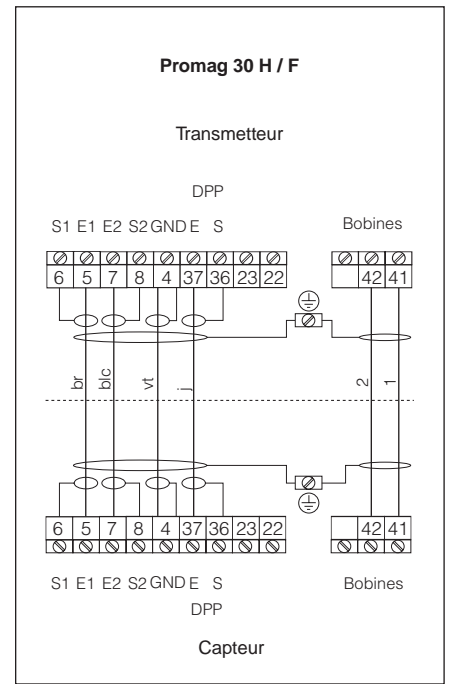 Promag 30 H / F
Transmetteur
DPP
S1 E1 E2 S2 GND E S Bobines
6 5 7 8 4 37 36 23 22 42 41
br blc vt j 2 1
6 5 7 8 4 37 36 23 22 42 41
S1 E1 E2 S2 GND E S Bobines
DPP
Capteur